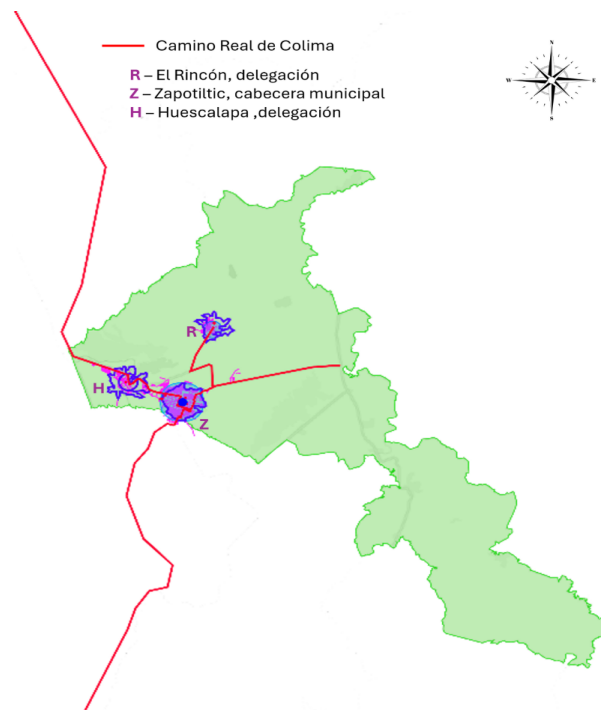 Camino Real de Colima
R – El Rincón, delegación
Z – Zapotiltic, cabecera municipal
H – Huescalapa ,delegación
N
W
E
S
R
H
Z